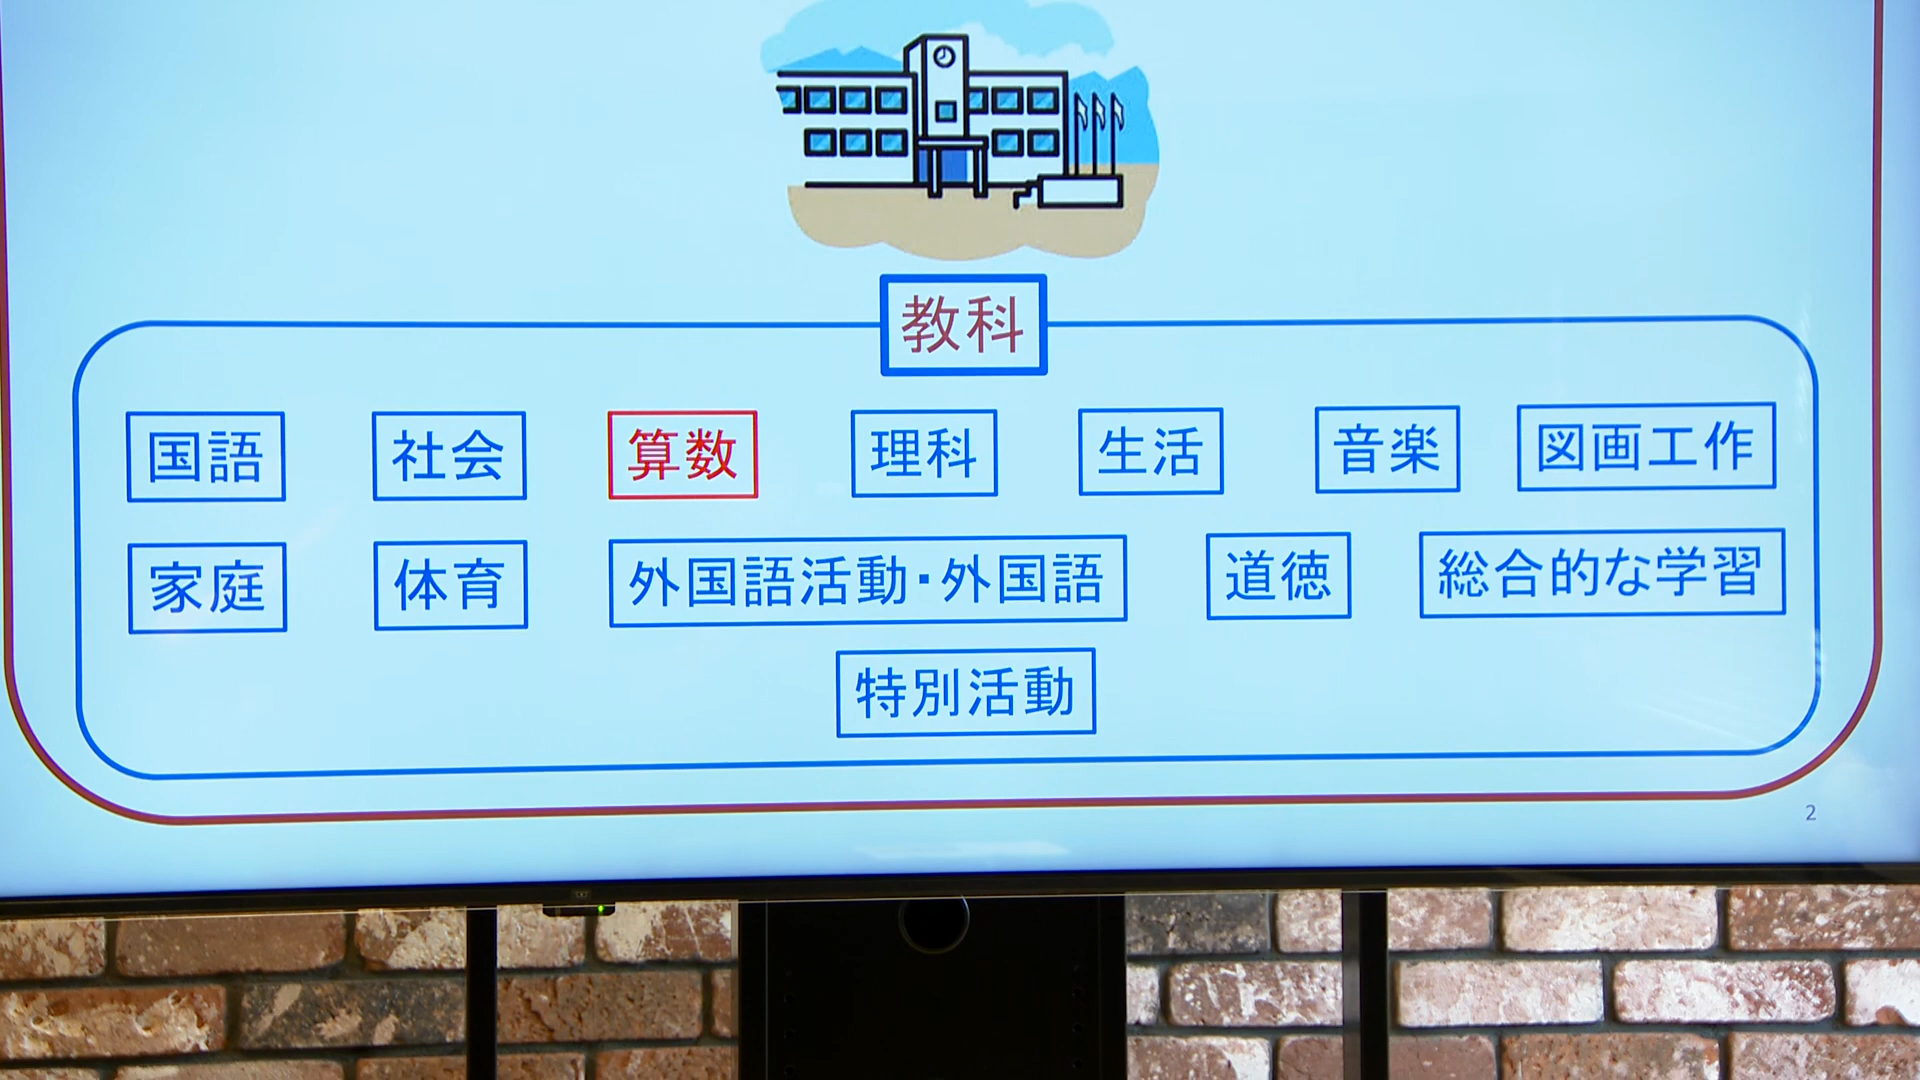 教科
国語 社会 算数 理科 生活 音楽 図画工作
家庭 体育 外国語活動・外国語 道徳 総合的な学習
特別活動
2